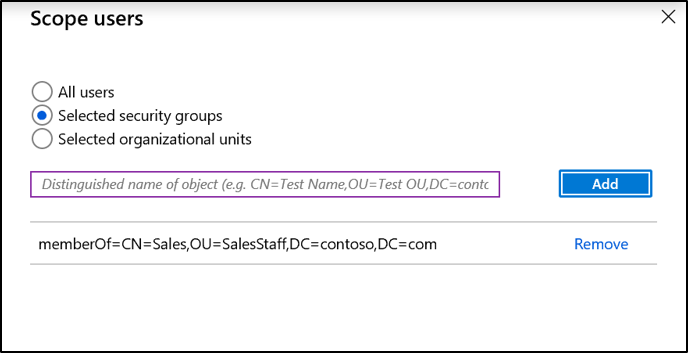 Scope users
All users
Selected security groups
Selected organizational units
Distinguished name of object (e.g. CN=Test Name,OU=Test OU,DC=conto
Add
memberOf=CN=Sales,OU=SalesStaff,DC=contoso,DC=com
Remove